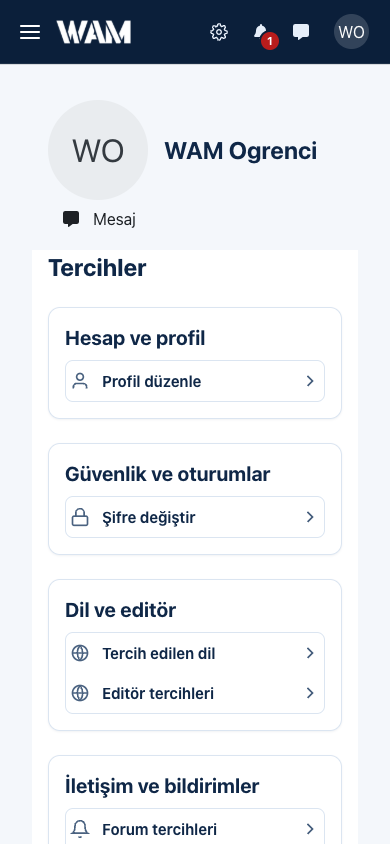 WAM
1
WO
WO
WAM Ogrenci
Mesaj
Tercihler
Hesap ve profil
Profil düzenle
Güvenlik ve oturumlar
Şifre değiştir
Dil ve editör
Tercih edilen dil
Editör tercihleri
İletişim ve bildirimler
Forum tercihleri